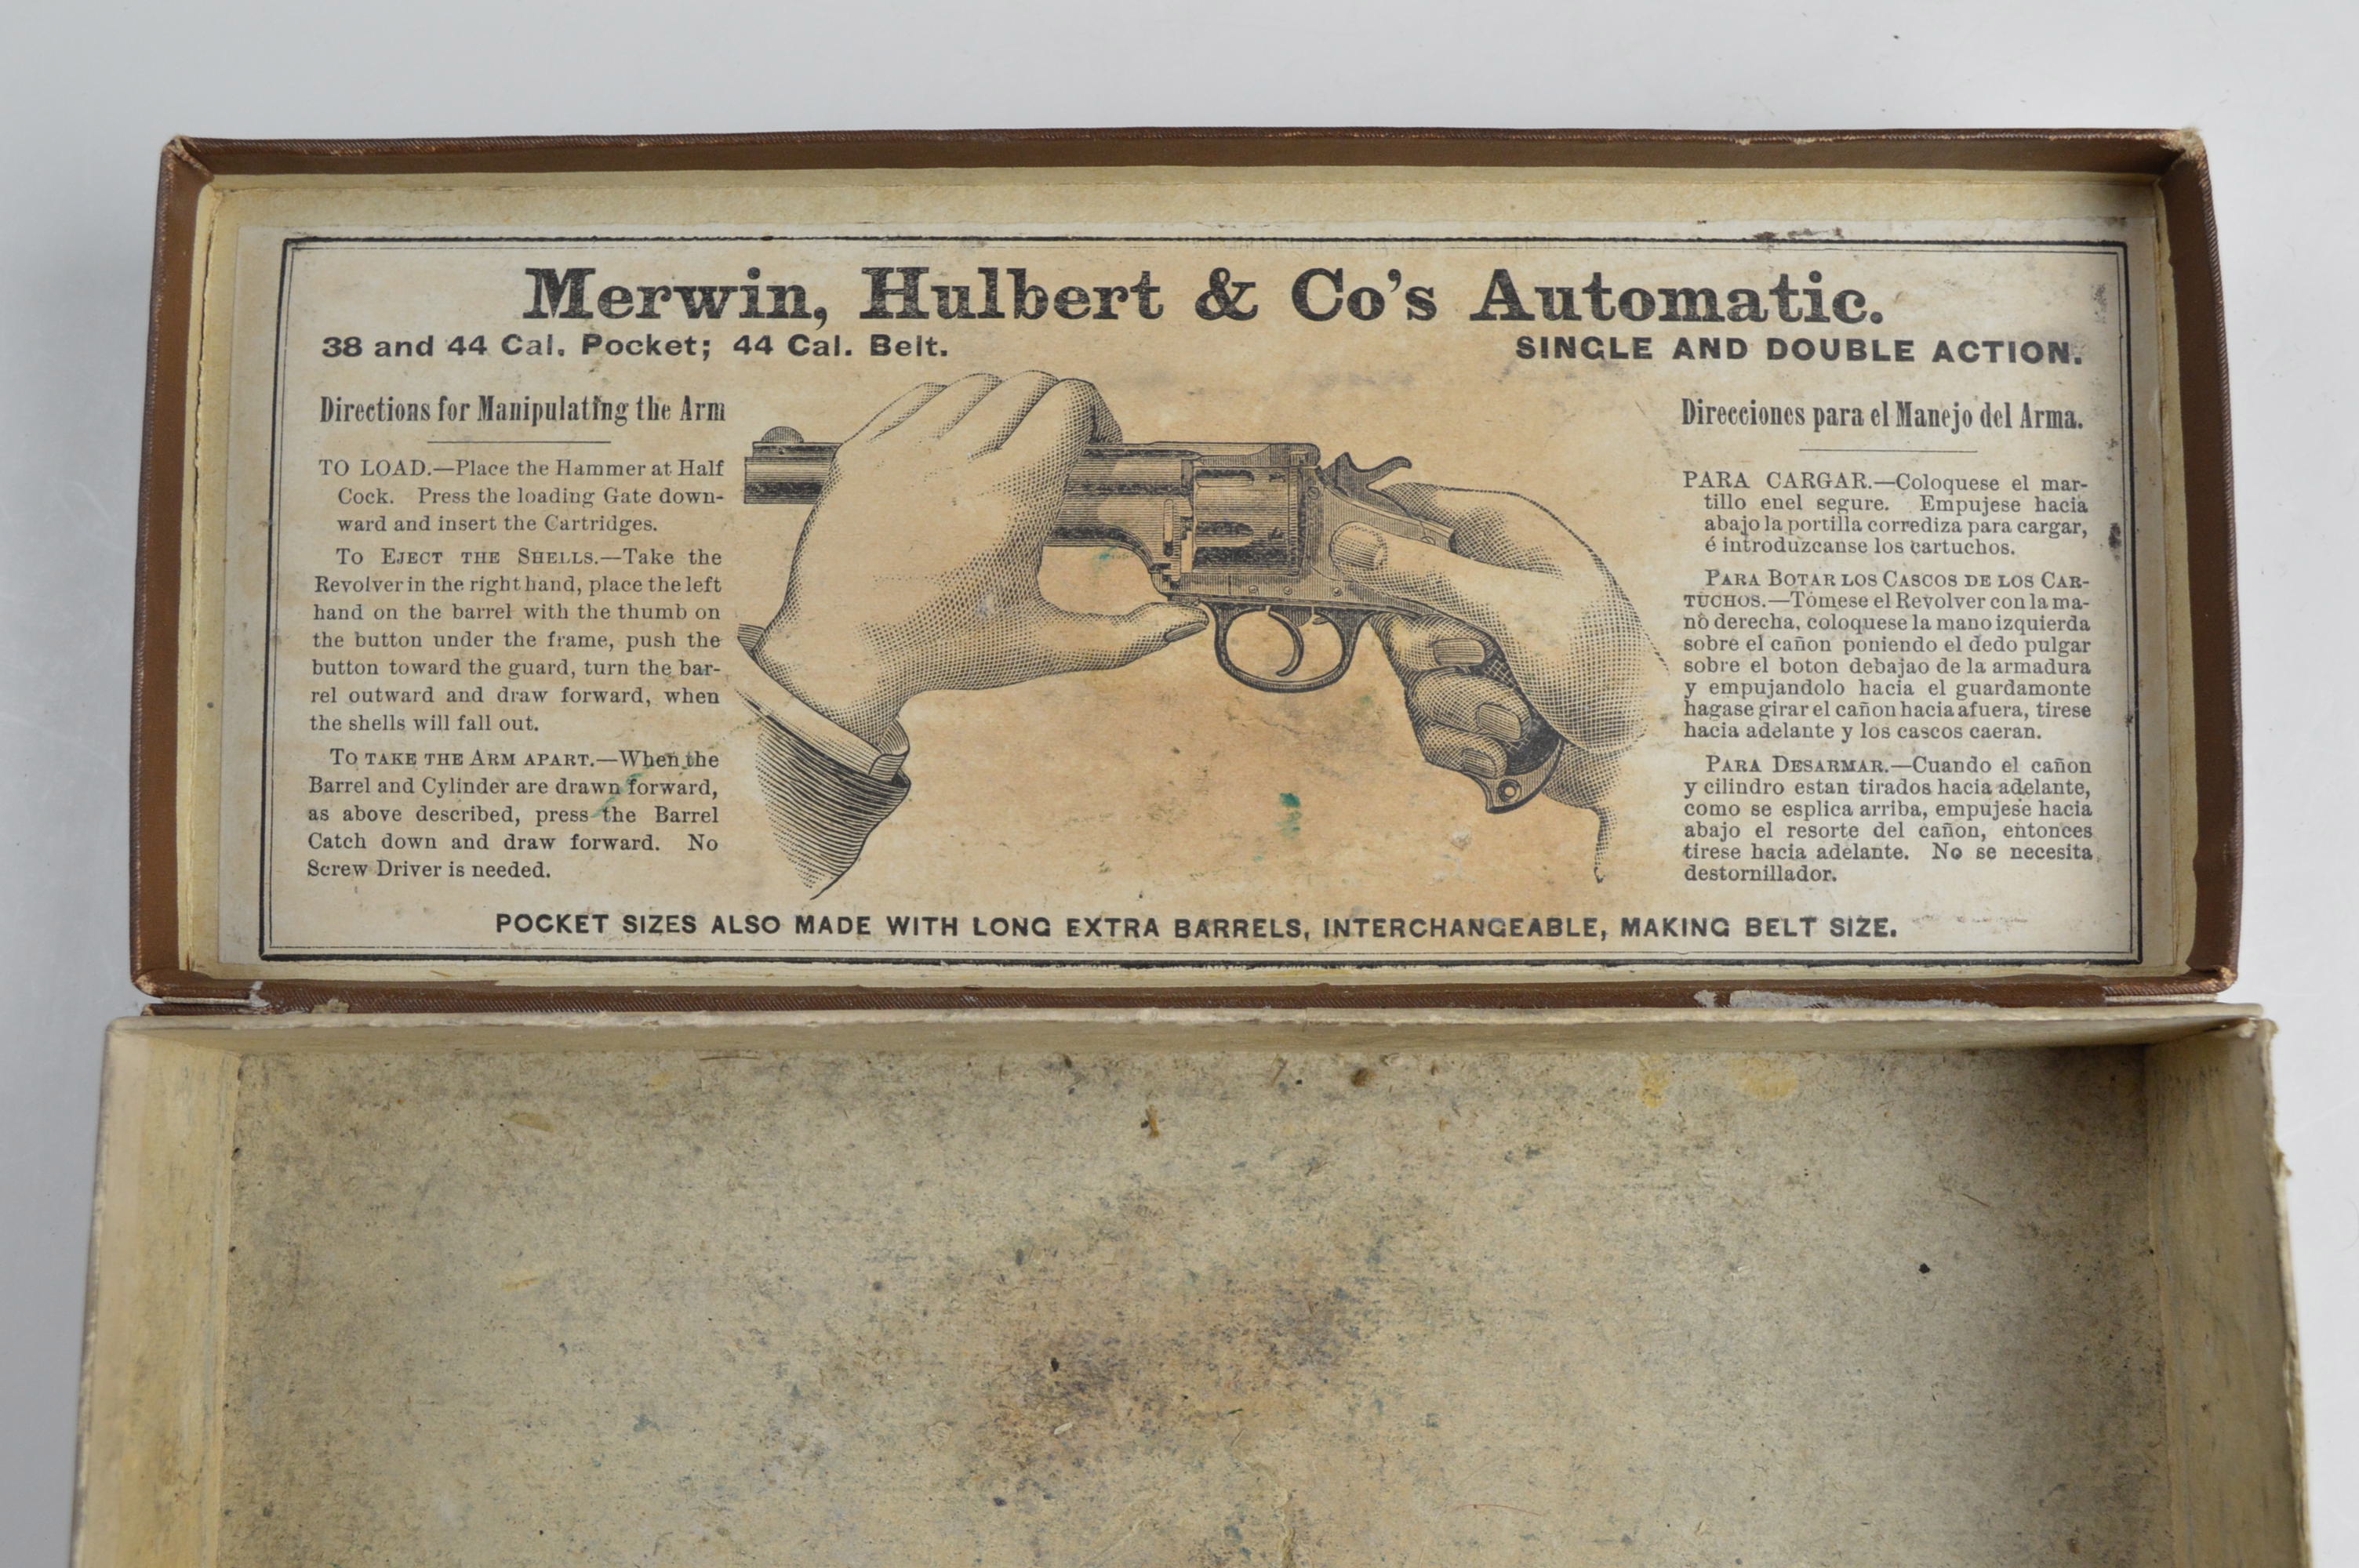 Merwin, Hulbert & Co's Automatic.
38 and 44 Cal. Pocket; 44 Cal. Belt.
SINGLE AND DOUBLE ACTION.
Directions for Manipulating the Arm
TO LOAD.—Place the Hammer at Half
Cock. Press the loading Gate down-
ward and insert the Cartridges.
TO EJECT THE SHELLS.—Take the
Revolver in the right hand, place the left
hand on the barrel with the thumb on
the button under the frame, push the
button toward the guard, turn the bar-
rel outward and draw forward, when
the shells will fall out.
TO TAKE THE ARM APART.—When the
Barrel and Cylinder are drawn forward,
as above described, press the Barrel
Catch down and draw forward. No
Screw Driver is needed.
Direcciones para el Manejo del Arma.
PARA CARGAR.—Coloquese el mar-
tillo enel segure. Empujese hacia
abajo la portilla corrediza para cargar,
é introduzcanse los cartuchos.
PARA BOTAR LOS CASCOS DE LOS CAR-
TUCHOS.—Tómese el Revolver con la ma-
no derecha, coloquese la mano izquierda
sobre el cañon poniendo el dedo pulgar
sobre el boton debajao de la armadura
y empujandolo hacia el guardamonte
hagase girar el cañon hacia afuera, tirese
hacia adelante y los cascos caeran.
PARA DESARMAR.—Cuando el cañon
y cilindro estan tirados hacia adelante,
como se esplica arriba, empujese hacia
abajo el resorte del cañon, entonces
tirese hacia adelante. No se necesita
destornillador.
POCKET SIZES ALSO MADE WITH LONG EXTRA BARRELS, INTERCHANGEABLE, MAKING BELT SIZE.